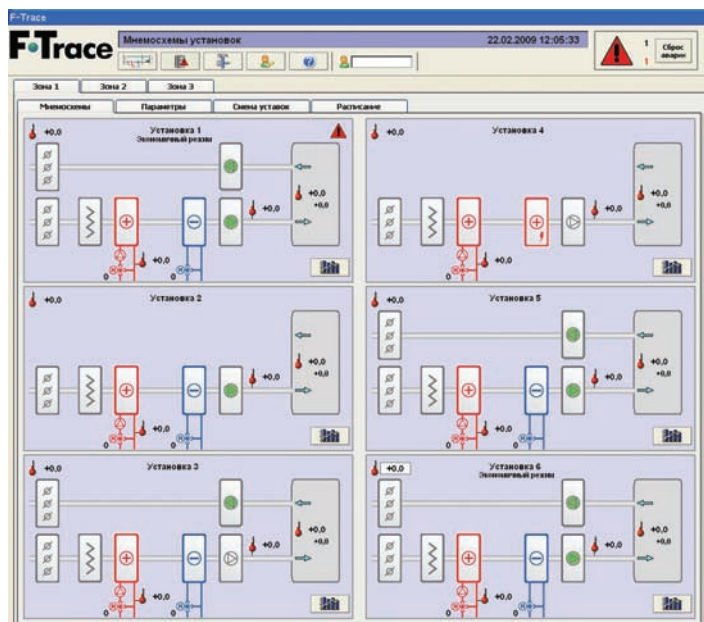 F-Trace
F•Trace
Мнемосхемы установок 22.02.2009 12:05:33
1 Сброс
1 аварии
Зона 1 Зона 2 Зона 3
Мнемосхемы Параметры Смена уставок Расписание
+0,0 Установка 1
Экономичный режим
+0,0
+0,0 +0,0
+0,0
0 0
+0,0 Установка 4
+0,0
+0,0 +0,0
+0,0
0
+0,0 Установка 2
+0,0
+0,0 +0,0
+0,0
0 0
+0,0 Установка 5
+0,0
+0,0 +0,0
+0,0
0 0
+0,0 Установка 3
+0,0
+0,0 +0,0
+0,0
0 0
+0,0 Установка 6
Экономичный режим
+0,0
+0,0 +0,0
+0,0
0 0